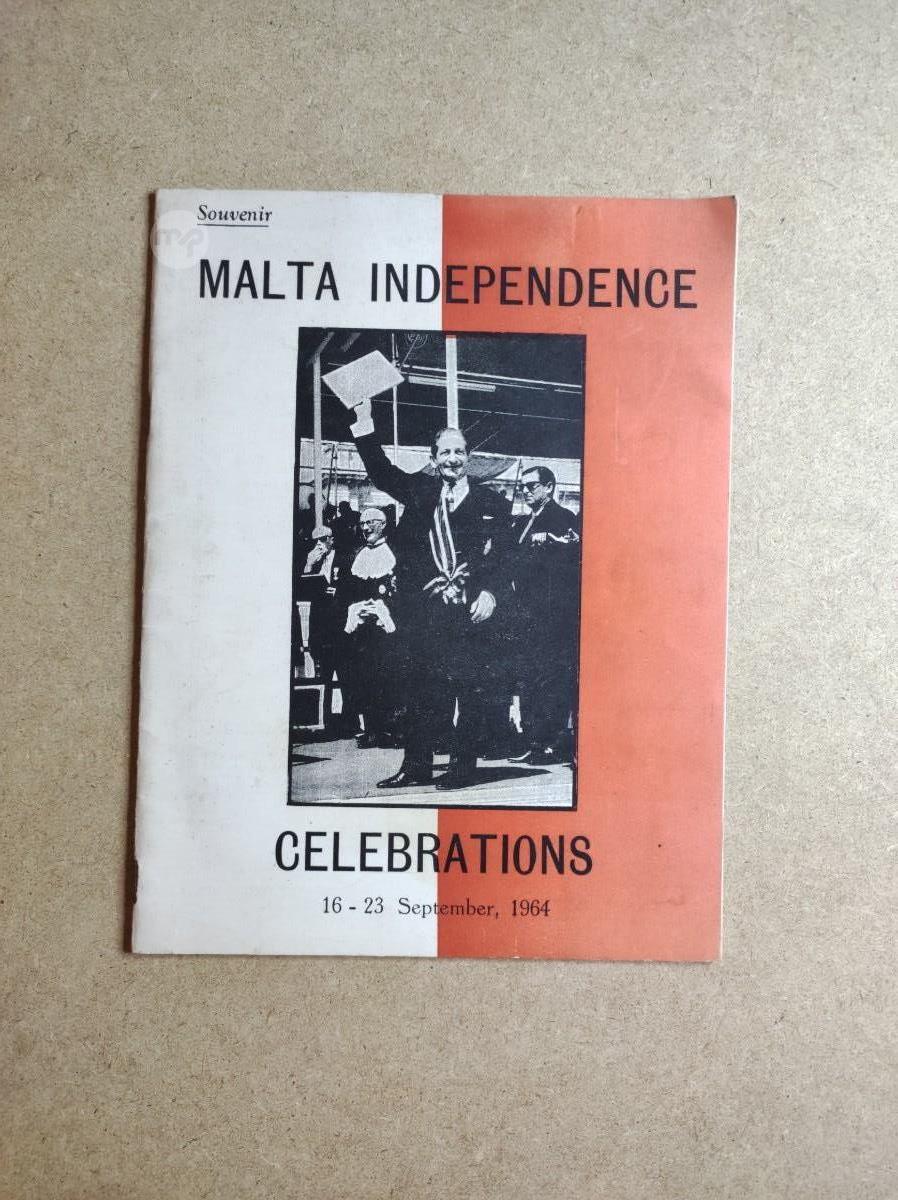 Souvenir
MALTA INDEPENDENCE
CELEBRATIONS
16 - 23 September, 1964